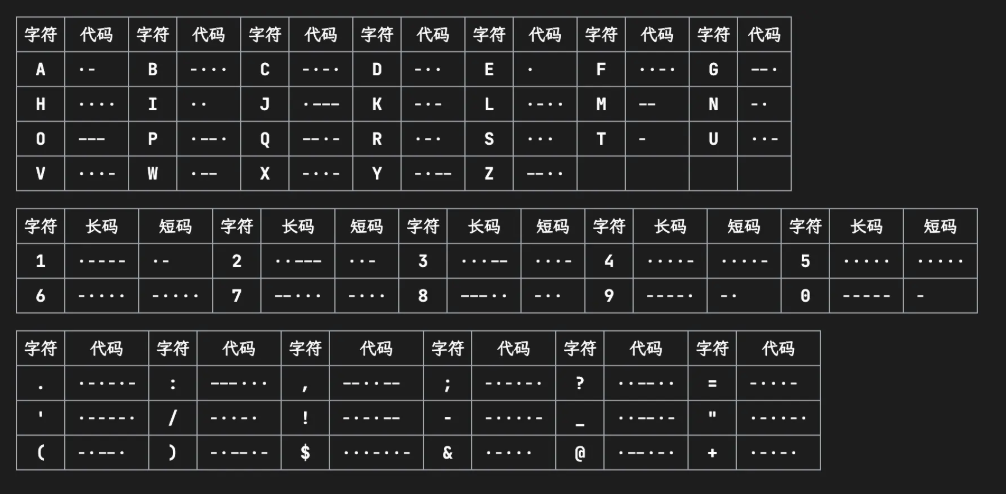 字符 代码 字符 代码 字符 代码 字符 代码 字符 代码 字符 代码 字符 代码
A ·- B -··· C -·-· D -·· E · F ··-· G --·
H ···· I ·· J ·--- K -·- L ·-·· M -- N -·
O --- P ·--· Q --·- R ·-· S ··· T - U ··-
V ···- W ·-- X -··- Y -·-- Z --··
字符 长码 短码 字符 长码 短码 字符 长码 短码 字符 长码 短码 字符 长码 短码
1 ·---- ·- 2 ··--- ··- 3 ···-- ···- 4 ····- ····- 5 ····· ·····
6 -···· -···· 7 --··· -··· 8 ---·· -·· 9 ----· -· 0 ----- -
字符 代码 字符 代码 字符 代码 字符 代码 字符 代码 字符 代码
. ·-·-·- : ---··· , --··-- ; -·-·-· ? ··--·· = -···-
' ·----· / -··-· ! -·-·-- - -····- _ ··--·- " ·-··-·
( -·--· ) -·--·- $ ···-··- & ·-··· @ ·--·-· + ·-·-·